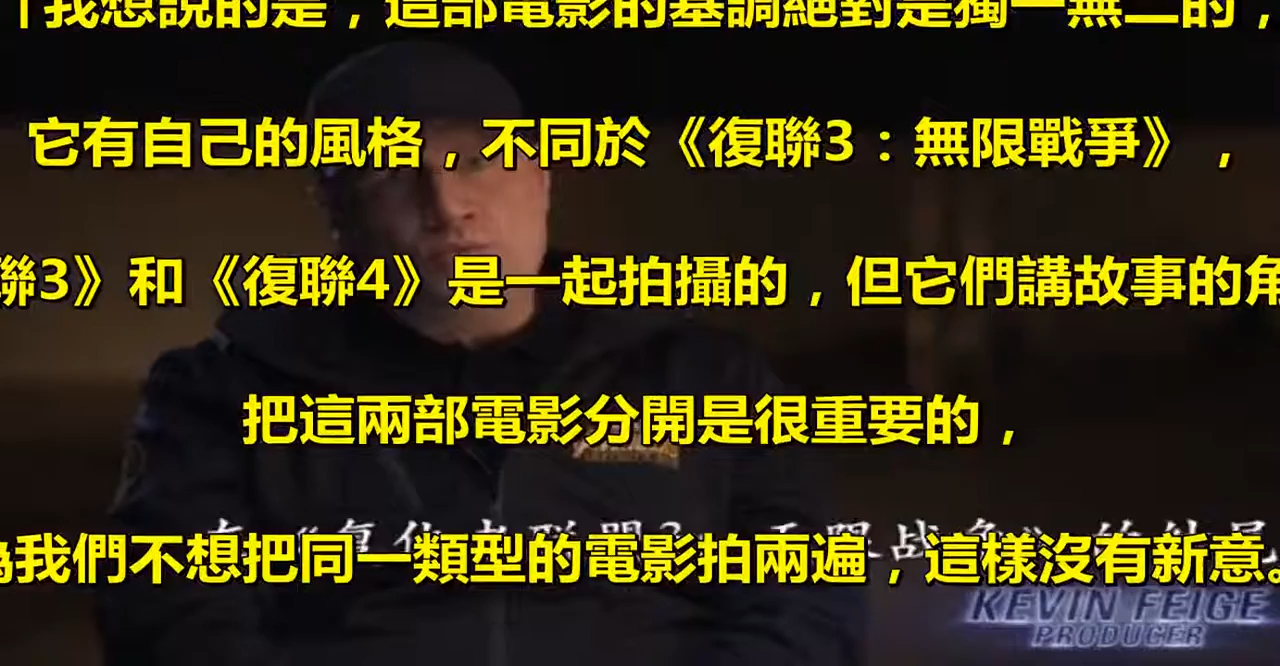 「我想說的是，這部電影的基調絕對是獨一無二的，
它有自己的風格，不同於《復聯3：無限戰爭》，
聯3》和《復聯4》是一起拍攝的，但它們講故事的角
把這兩部電影分開是很重要的，
為我們不想把同一類型的電影拍兩遍，這樣沒有新意。
KEVIN FEIGE
PRODUCER